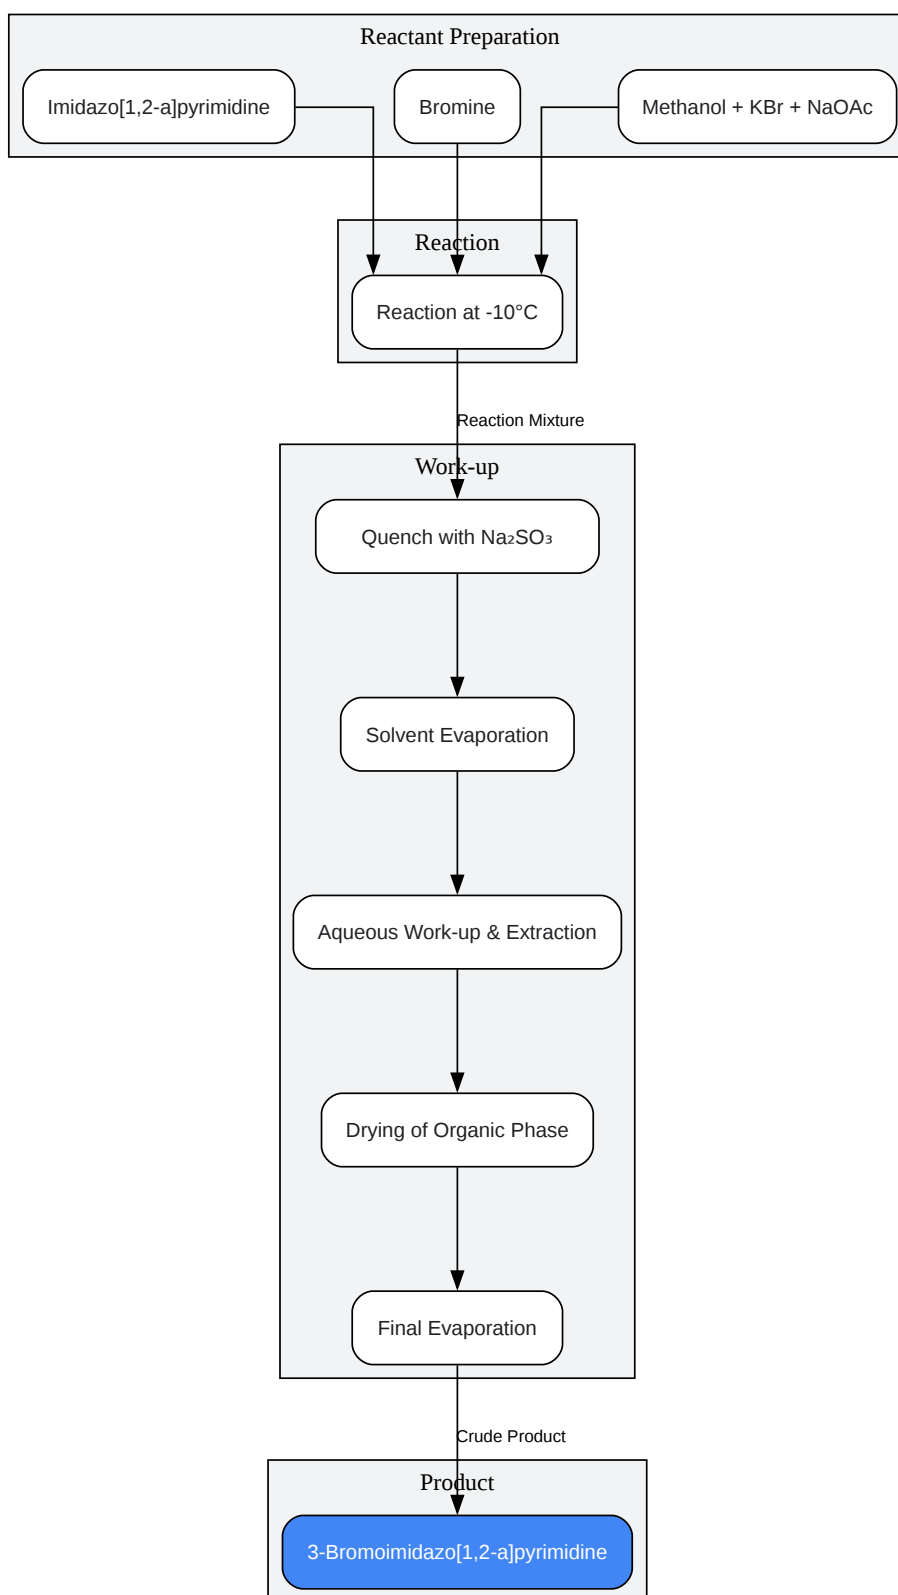 Reactant Preparation
Imidazo[1,2-a]pyrimidine
Bromine
Methanol + KBr + NaOAc
Reaction
Reaction at -10°C
Reaction Mixture
Work-up
Quench with Na₂SO₃
Solvent Evaporation
Aqueous Work-up & Extraction
Drying of Organic Phase
Final Evaporation
Crude Product
Product
3-Bromoimidazo[1,2-a]pyrimidine